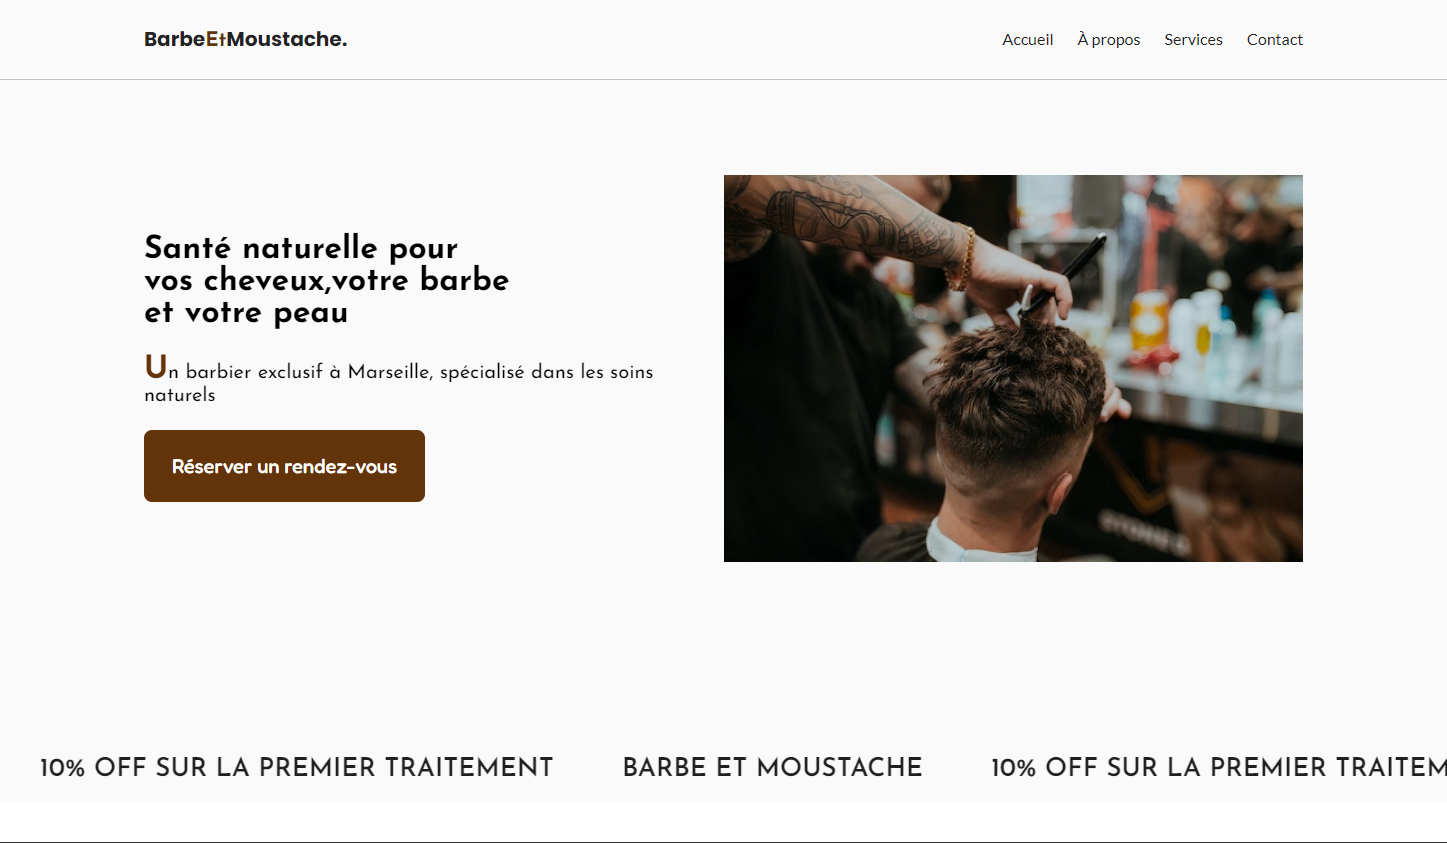 BarbeEtMoustache.
Accueil À propos Services Contact
Santé naturelle pour
vos cheveux,votre barbe
et votre peau
Un barbier exclusif à Marseille, spécialisé dans les soins
naturels
Réserver un rendez-vous
10% OFF SUR LA PREMIER TRAITEMENT BARBE ET MOUSTACHE 10% OFF SUR LA PREMIER TRAITEM